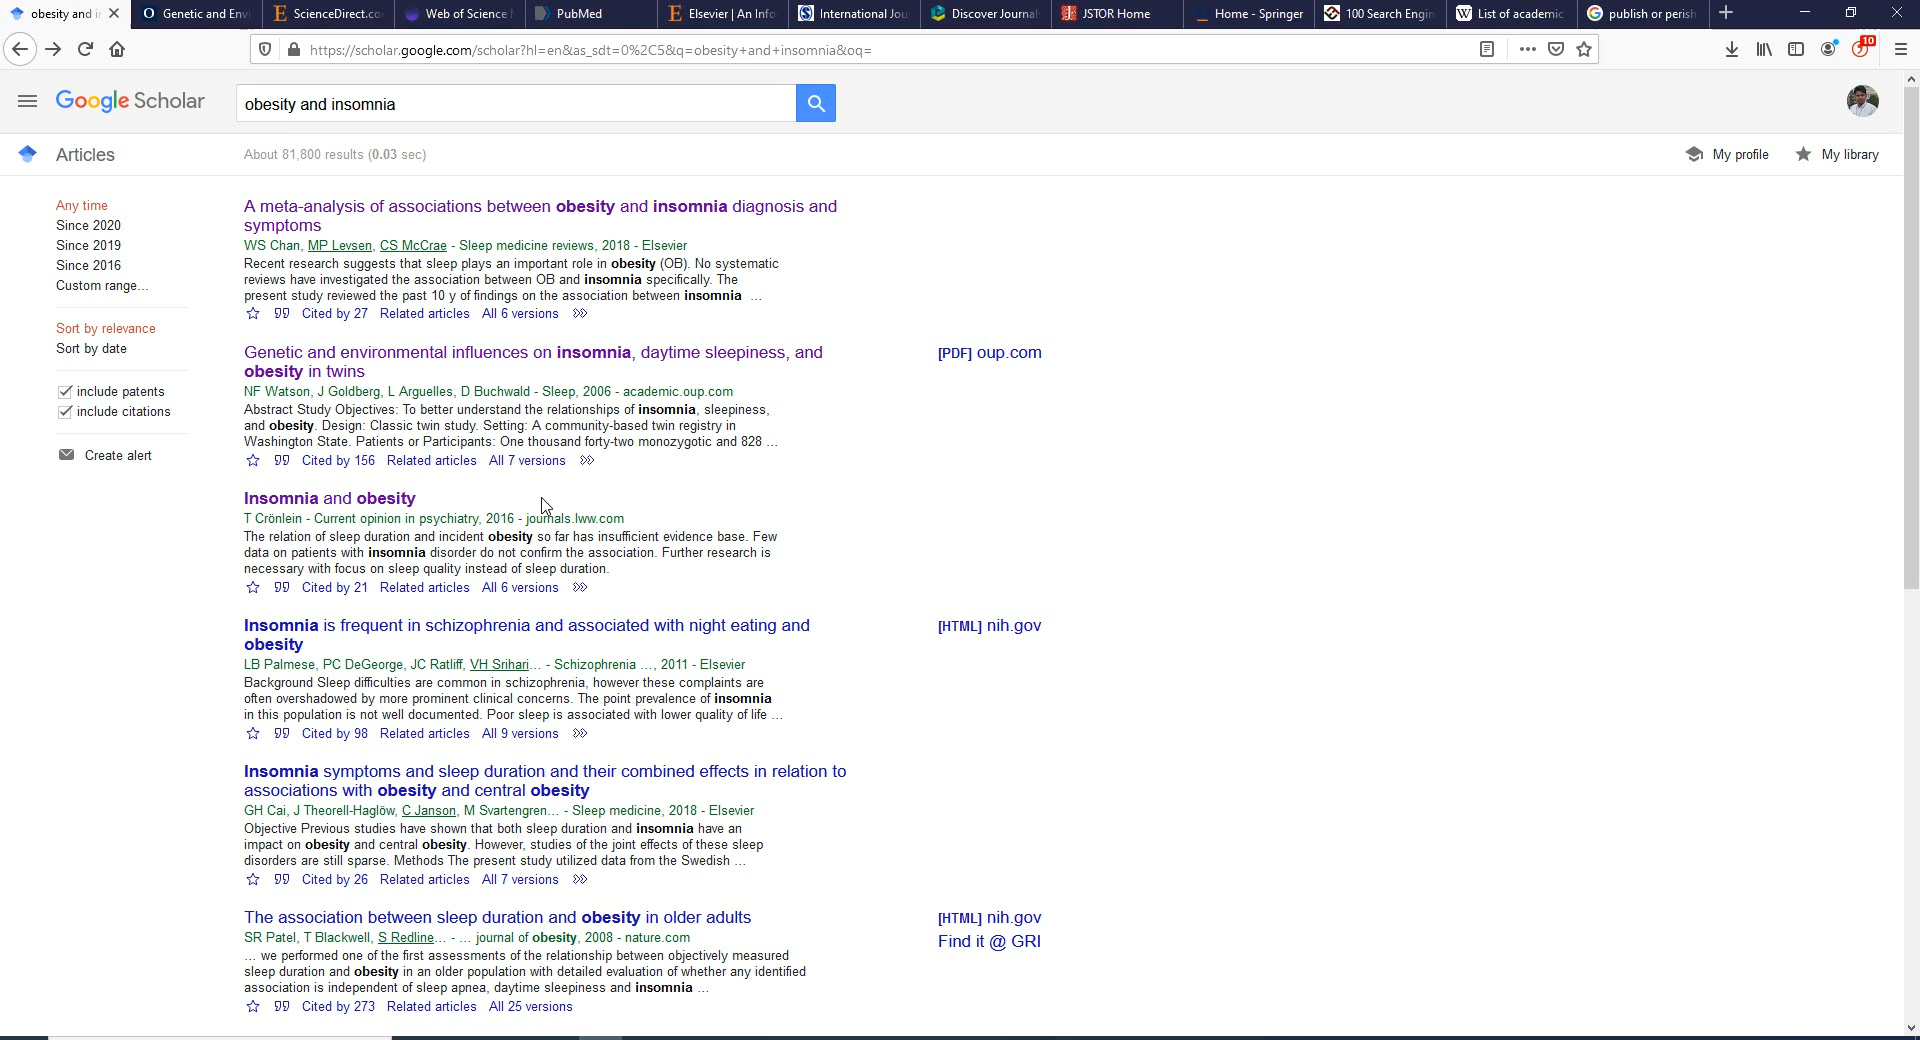 obesity and i
Genetic and Envi
ScienceDirect.co
Web of Science
PubMed
Elsevier | An Info
International Jou
Discover Journal
JSTOR Home
Home - Springer
100 Search Engin
List of academic
publish or perish
https://scholar.google.com/scholar?hl=en&as_sdt=0%2C5&q=obesity+and+insomnia&oq=
10
Google Scholar
obesity and insomnia
Articles
About 81,800 results (0.03 sec)
My profile
My library
Any time
Since 2020
Since 2019
Since 2016
Custom range...
Sort by relevance
Sort by date
include patents
include citations
Create alert
A meta-analysis of associations between obesity and insomnia diagnosis and
symptoms
WS Chan, MP Levsen, CS McCrae - Sleep medicine reviews, 2018 - Elsevier
Recent research suggests that sleep plays an important role in obesity (OB). No systematic
reviews have investigated the association between OB and insomnia specifically. The
present study reviewed the past 10 y of findings on the association between insomnia ...
Cited by 27 Related articles All 6 versions
Genetic and environmental influences on insomnia, daytime sleepiness, and
obesity in twins
[PDF] oup.com
NF Watson, J Goldberg, L Arguelles, D Buchwald - Sleep, 2006 - academic.oup.com
Abstract Study Objectives: To better understand the relationships of insomnia, sleepiness,
and obesity. Design: Classic twin study. Setting: A community-based twin registry in
Washington State. Patients or Participants: One thousand forty-two monozygotic and 828 ...
Cited by 156 Related articles All 7 versions
Insomnia and obesity
T Crönlein - Current opinion in psychiatry, 2016 - journals.lww.com
The relation of sleep duration and incident obesity so far has insufficient evidence base. Few
data on patients with insomnia disorder do not confirm the association. Further research is
necessary with focus on sleep quality instead of sleep duration.
Cited by 21 Related articles All 6 versions
Insomnia is frequent in schizophrenia and associated with night eating and
obesity
[HTML] nih.gov
LB Palmese, PC DeGeorge, JC Ratliff, VH Srihari... - Schizophrenia ..., 2011 - Elsevier
Background Sleep difficulties are common in schizophrenia, however these complaints are
often overshadowed by more prominent clinical concerns. The point prevalence of insomnia
in this population is not well documented. Poor sleep is associated with lower quality of life ...
Cited by 98 Related articles All 9 versions
Insomnia symptoms and sleep duration and their combined effects in relation to
associations with obesity and central obesity
GH Cai, J Theorell-Haglöw, C Janson, M Svartengren... - Sleep medicine, 2018 - Elsevier
Objective Previous studies have shown that both sleep duration and insomnia have an
impact on obesity and central obesity. However, studies of the joint effects of these sleep
disorders are still sparse. Methods The present study utilized data from the Swedish ...
Cited by 26 Related articles All 7 versions
The association between sleep duration and obesity in older adults
[HTML] nih.gov
Find it @ GRI
SR Patel, T Blackwell, S Redline... - ... journal of obesity, 2008 - nature.com
... we performed one of the first assessments of the relationship between objectively measured
sleep duration and obesity in an older population with detailed evaluation of whether any identified
association is independent of sleep apnea, daytime sleepiness and insomnia ...
Cited by 273 Related articles All 25 versions